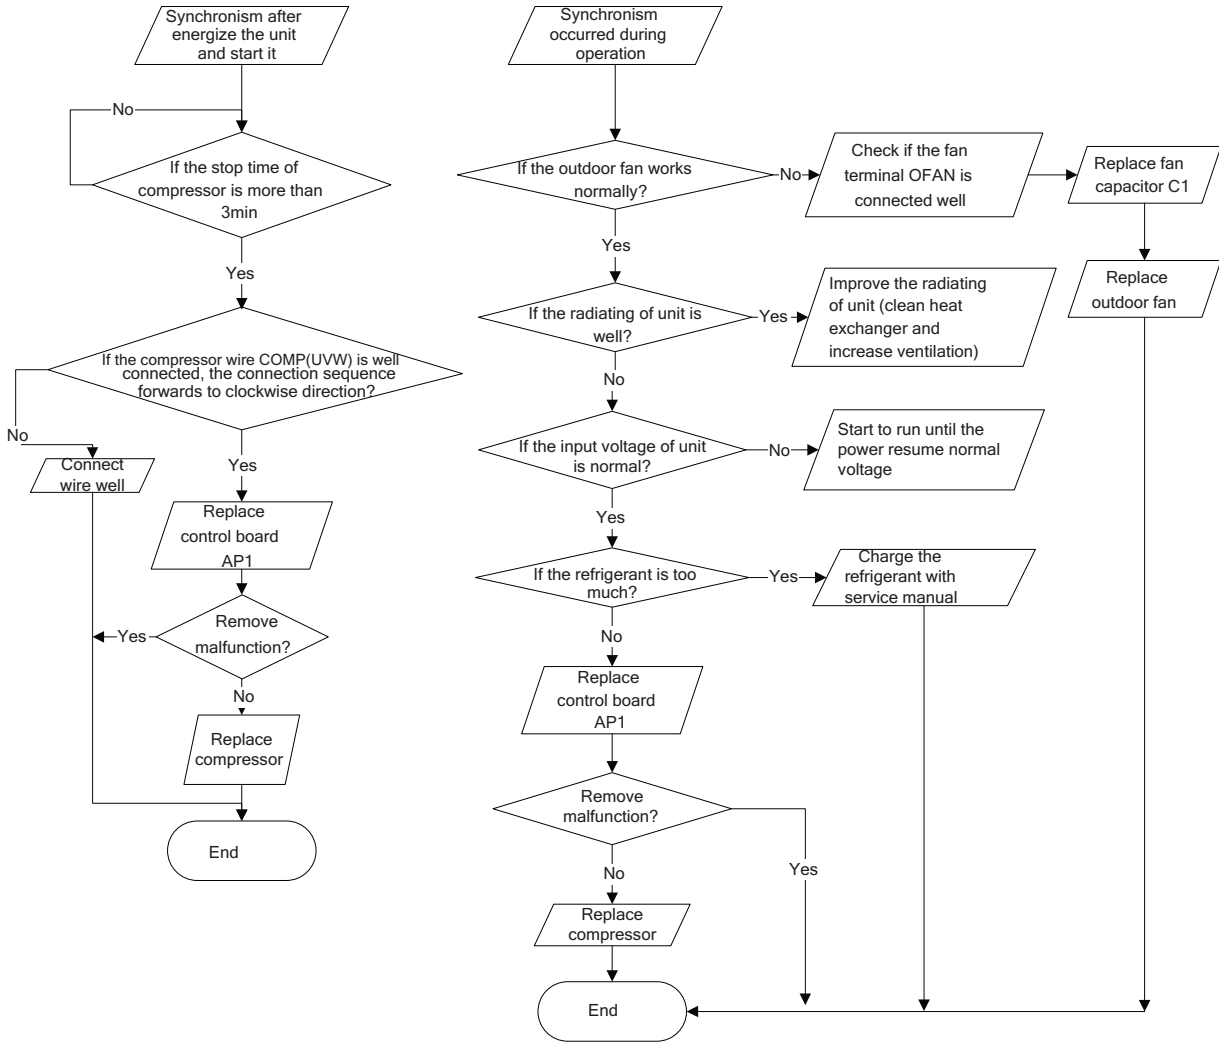 Synchronism after
energize the unit
and start it
No
If the stop time of
compressor is more than
3min
Yes
If the compressor wire COMP(UVW) is well
connected, the connection sequence
forwards to clockwise direction?
No
Connect
wire well
Yes
Replace
control board
AP1
Remove
malfunction?
Yes
No
Replace
compressor
End
Synchronism
occurred during
operation
If the outdoor fan works
normally?
No
Check if the fan
terminal OFAN is
connected well
Replace fan
capacitor C1
Replace
outdoor fan
Yes
If the radiating of unit is
well?
Yes
Improve the radiating
of unit (clean heat
exchanger and
increase ventilation)
No
If the input voltage of unit
is normal?
No
Start to run until the
power resume normal
voltage
Yes
If the refrigerant is too
much?
Yes
Charge the
refrigerant with
service manual
No
Replace
control board
AP1
Remove
malfunction?
Yes
No
Replace
compressor
End